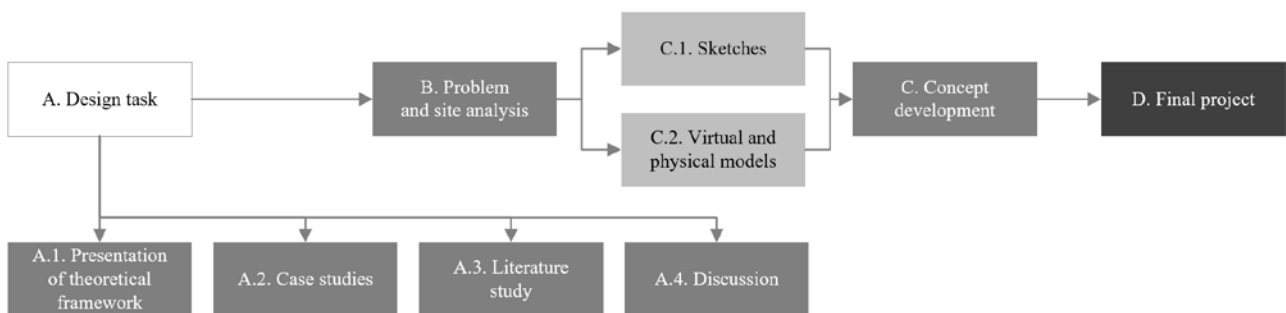 A. Design task
B. Problem
and site analysis
C.1. Sketches
C.2. Virtual and
physical models
C. Concept
development
D. Final project
A.1. Presentation
of theoretical
framework
A.2. Case studies
A.3. Literature
study
A.4. Discussion